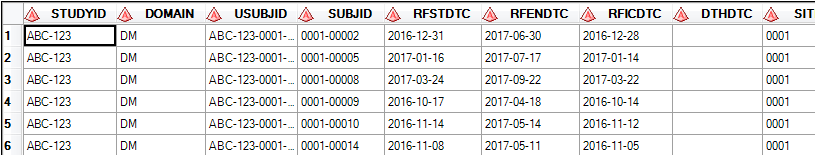 STUDYID DOMAIN USUBJID SUBJID RFSTDTC RFENDTC RFICDTC DTHDTC SIT
1 ABC-123 DM ABC-123-0001-... 0001-00002 2016-12-31 2017-06-30 2016-12-28 0001
2 ABC-123 DM ABC-123-0001-... 0001-00005 2017-01-16 2017-07-17 2017-01-14 0001
3 ABC-123 DM ABC-123-0001-... 0001-00008 2017-03-24 2017-09-22 2017-03-22 0001
4 ABC-123 DM ABC-123-0001-... 0001-00009 2016-10-17 2017-04-18 2016-10-14 0001
5 ABC-123 DM ABC-123-0001-... 0001-00010 2016-11-14 2017-05-14 2016-11-12 0001
6 ABC-123 DM ABC-123-0001-... 0001-00014 2016-11-08 2017-05-11 2016-11-05 0001